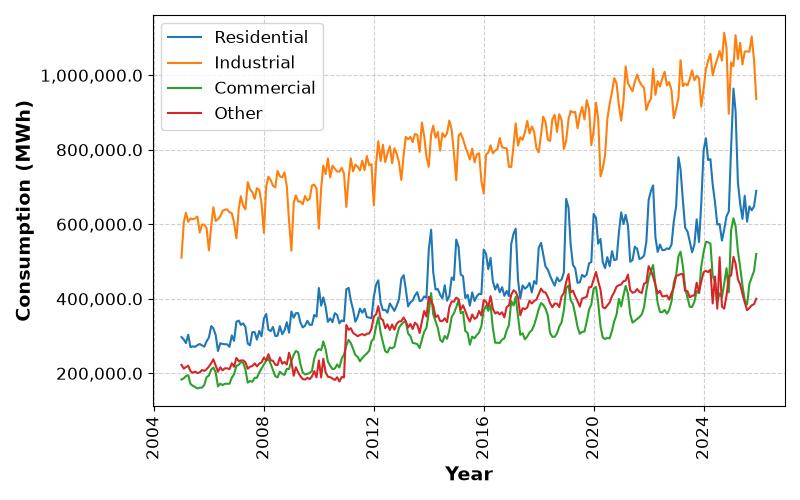 Residential
Industrial
Commercial
Other
Consumption (MWh)
1,000,000.0
800,000.0
600,000.0
400,000.0
200,000.0
2004
2008
2012
2016
2020
2024
Year